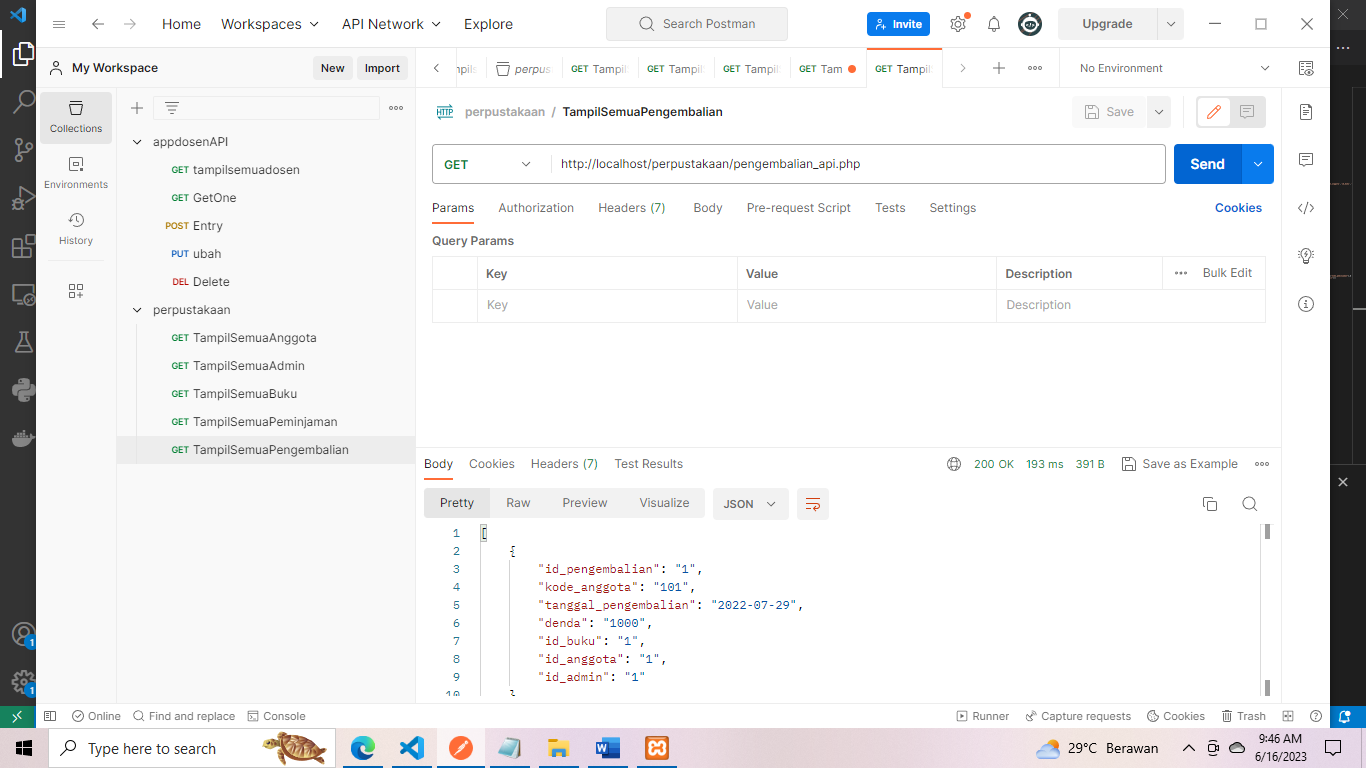 Home Workspaces API Network Explore Search Postman Invite Upgrade
My Workspace New Import perpus GET Tampil GET Tampil GET Tampil GET Tam GET Tampil No Environment
Collections
Environments
History
appdosenAPI
GET tampilsemuadosen
GET GetOne
POST Entry
PUT ubah
DEL Delete
perpustakaan
GET TampilSemuaAnggota
GET TampilSemuaAdmin
GET TampilSemuaBuku
GET TampilSemuaPeminjaman
GET TampilSemuaPengembalian
HTTP perpustakaan / TampilSemuaPengembalian Save
GET http://localhost/perpustakaan/pengembalian_api.php Send
Params Authorization Headers (7) Body Pre-request Script Tests Settings Cookies
Query Params
Key Value Description Bulk Edit
Key Value Description
Body Cookies Headers (7) Test Results 200 OK 193 ms 391 B Save as Example
Pretty Raw Preview Visualize JSON
1 [
2 {
3 "id_pengembalian": "1",
4 "kode_anggota": "101",
5 "tanggal_pengembalian": "2022-07-29",
6 "denda": "1000",
7 "id_buku": "1",
8 "id_anggota": "1",
9 "id_admin": "1"
10 }
Online Find and replace Console Runner Capture requests Cookies Trash
1
1
Type here to search 29°C Berawan 9:46 AM
6/16/2023